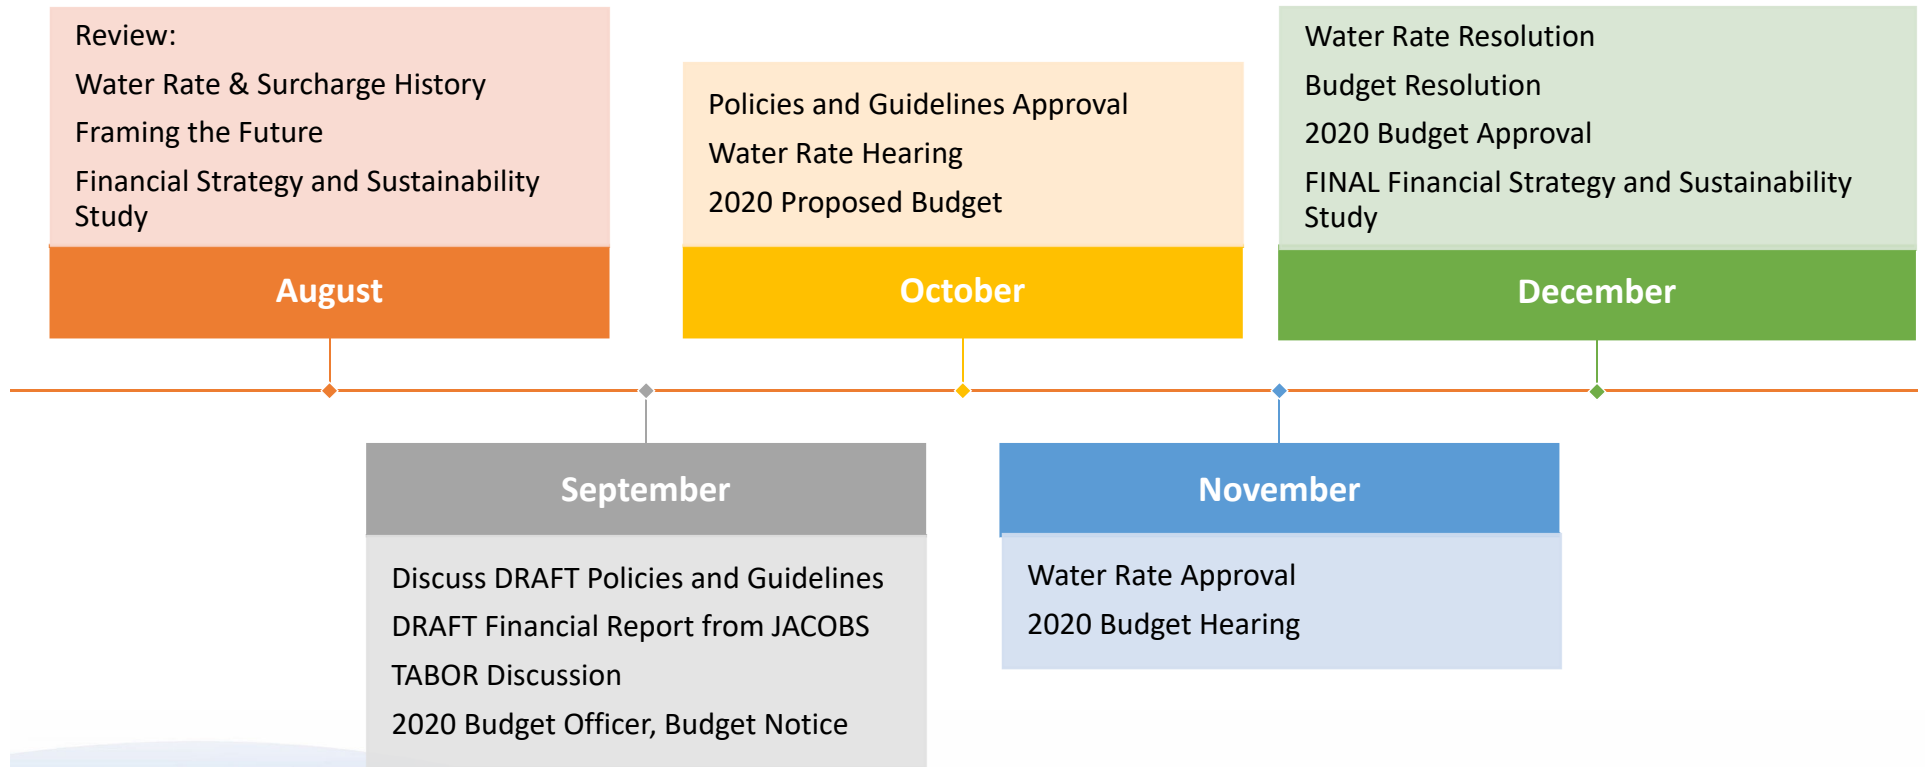 Review:
Water Rate & Surcharge History
Framing the Future
Financial Strategy and Sustainability
Study
August
Discuss DRAFT Policies and Guidelines
DRAFT Financial Report from JACOBS
TABOR Discussion
2020 Budget Officer, Budget Notice
September
Policies and Guidelines Approval
Water Rate Hearing
2020 Proposed Budget
October
Water Rate Approval
2020 Budget Hearing
November
Water Rate Resolution
Budget Resolution
2020 Budget Approval
FINAL Financial Strategy and Sustainability
Study
December